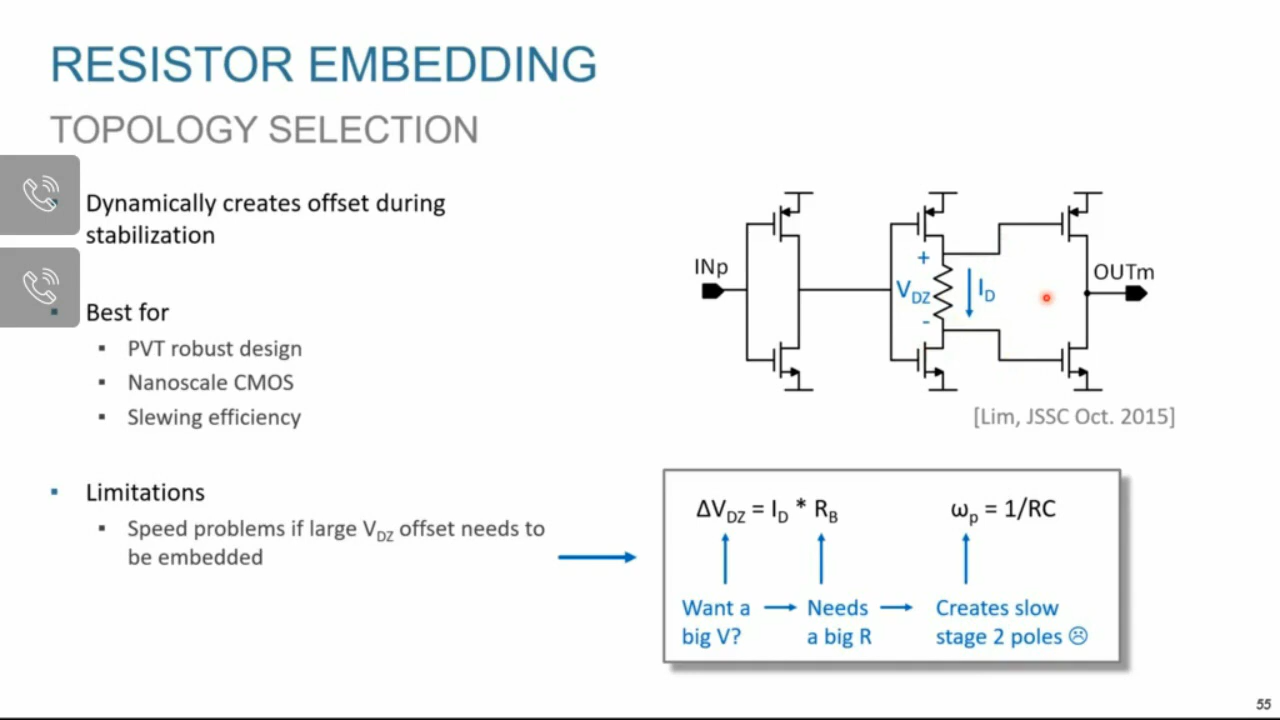 RESISTOR EMBEDDING
TOPOLOGY SELECTION
Dynamically creates offset during
stabilization
▪ Best for
▪ PVT robust design
▪ Nanoscale CMOS
▪ Slewing efficiency
▪ Limitations
▪ Speed problems if large V_DZ offset needs to
be embedded
INp
+
V_DZ
I_D
-
OUTm
[Lim, JSSC Oct. 2015]
ΔV_DZ = I_D * R_B
ω_p = 1/RC
Want a
big V?
Needs
a big R
Creates slow
stage 2 poles ☹
55